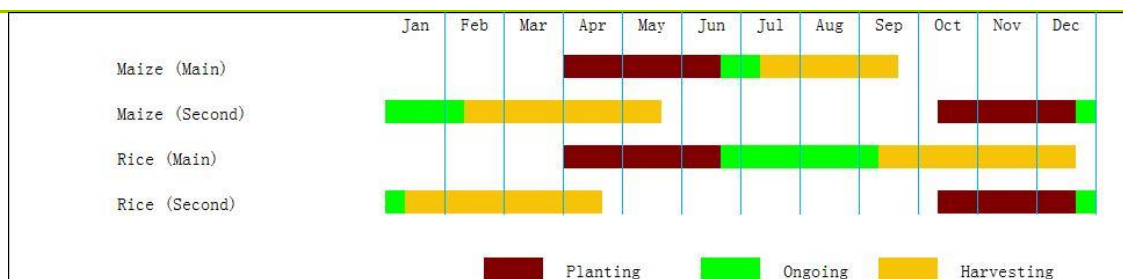 Jan Feb Mar Apr May Jun Jul Aug Sep Oct Nov Dec
Maize (Main)
Maize (Second)
Rice (Main)
Rice (Second)
Planting Ongoing Harvesting